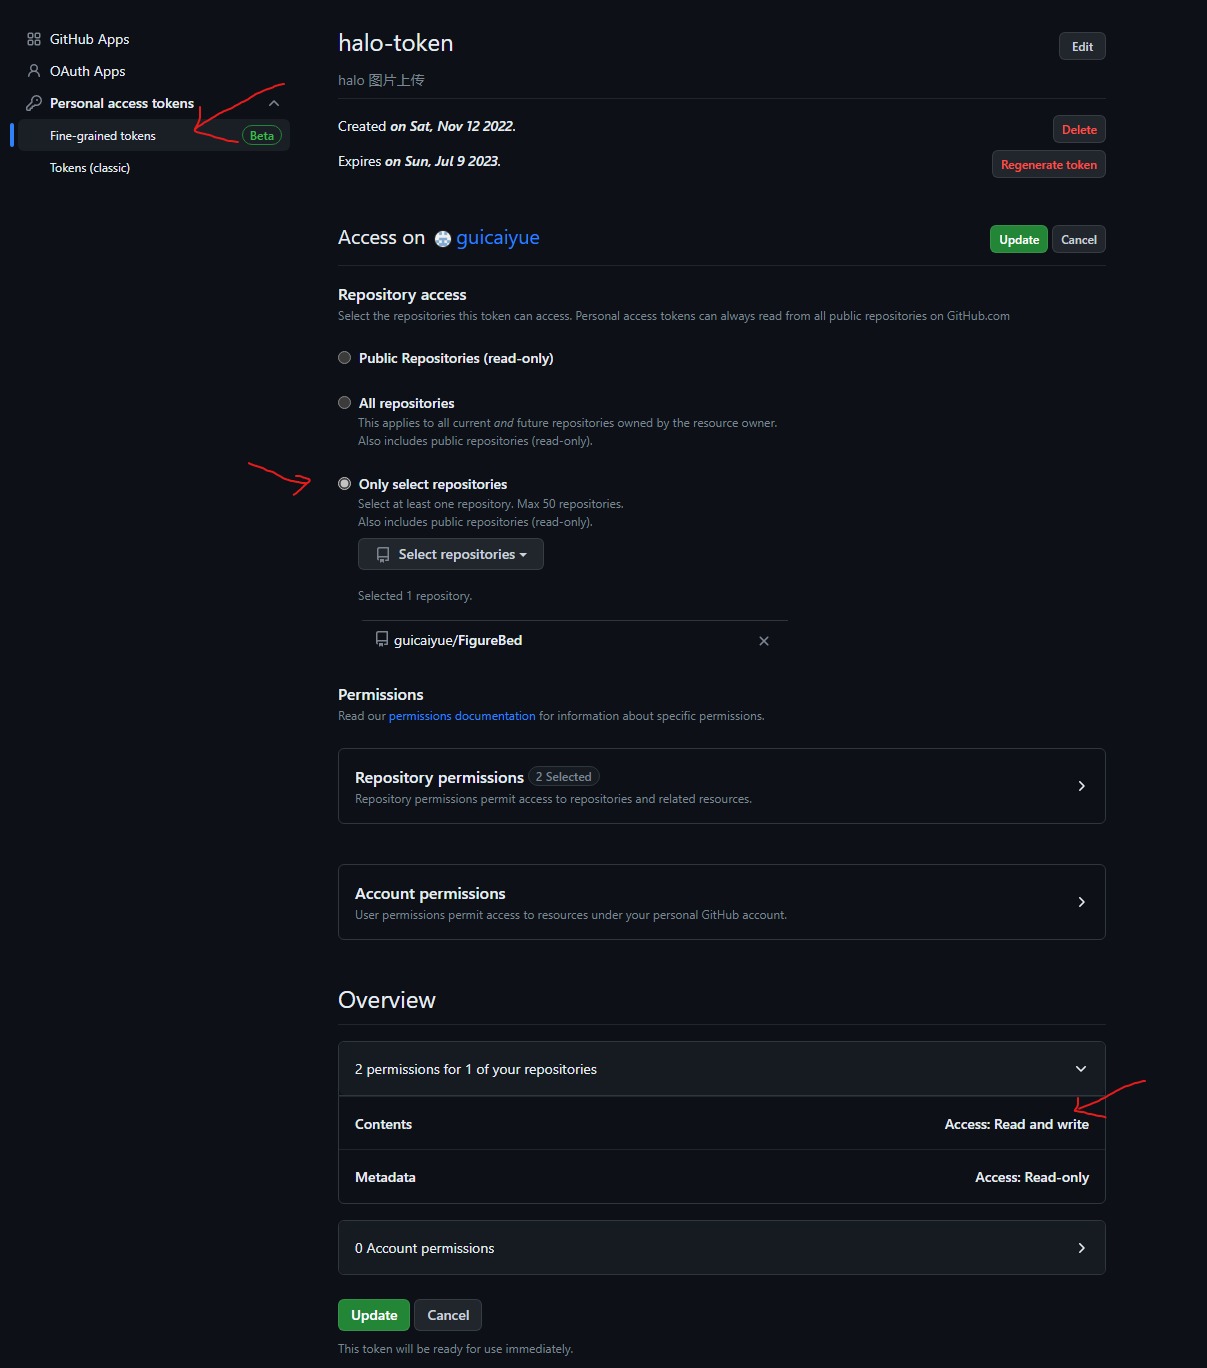 GitHub Apps
OAuth Apps
Personal access tokens
Fine-grained tokens Beta
Tokens (classic)
halo-token
Edit
halo 图片上传
Created on Sat, Nov 12 2022.
Delete
Expires on Sun, Jul 9 2023.
Regenerate token
Access on guicaiyue
Update Cancel
Repository access
Select the repositories this token can access. Personal access tokens can always read from all public repositories on GitHub.com
Public Repositories (read-only)
All repositories
This applies to all current and future repositories owned by the resource owner.
Also includes public repositories (read-only).
Only select repositories
Select at least one repository. Max 50 repositories.
Also includes public repositories (read-only).
Select repositories
Selected 1 repository.
guicaiyue/FigureBed
Permissions
Read our permissions documentation for information about specific permissions.
Repository permissions 2 Selected
Repository permissions permit access to repositories and related resources.
Account permissions
User permissions permit access to resources under your personal GitHub account.
Overview
2 permissions for 1 of your repositories
Contents Access: Read and write
Metadata Access: Read-only
0 Account permissions
Update Cancel
This token will be ready for use immediately.